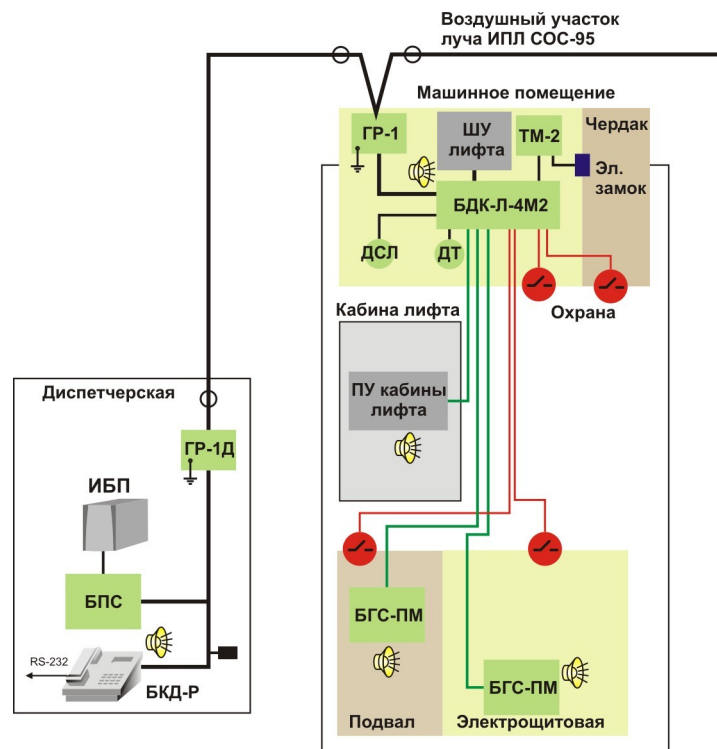 Воздушный участок
луча ИПЛ СОС-95
Машинное помещение
ГР-1
ШУ
лифта
ТМ-2
Чердак
Эл.
замок
БДК-Л-4М2
ДСЛ
ДТ
Охрана
Кабина лифта
ПУ кабины
лифта
Диспетчерская
ГР-1Д
ИБП
БПС
RS-232
БКД-Р
БГС-ПМ
БГС-ПМ
Подвал
Электрощитовая